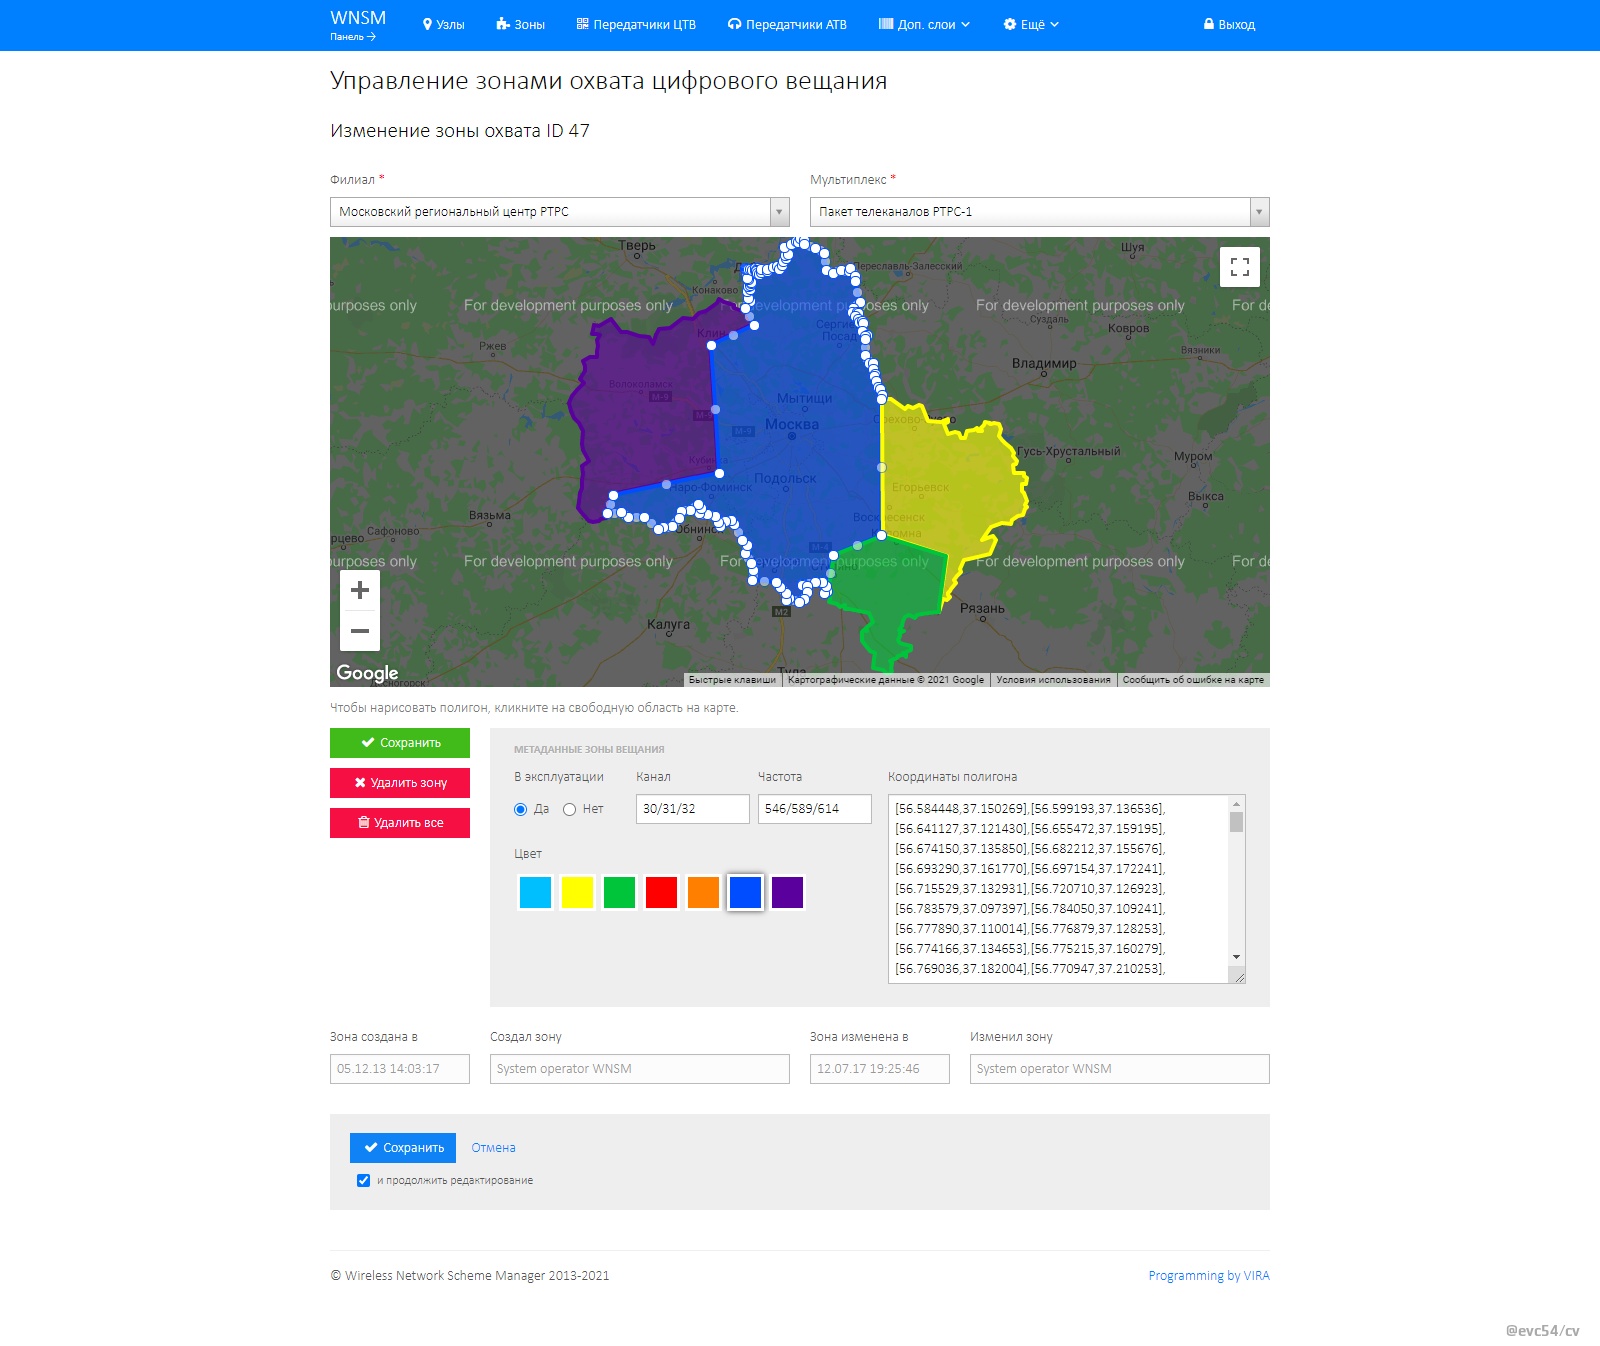 WNSM
Панель →
Узлы
Зоны
Передатчики ЦТВ
Передатчики АТВ
Доп. слои
Ещё
Выход
Управление зонами охвата цифрового вещания
Изменение зоны охвата ID 47
Филиал *
Мультиплекс *
Московский региональный центр РТРС
Пакет телеканалов РТРС-1
Тверь
Шуя
Переславль-Залесский
Конаково
urposes only
For development purposes only
For development purposes only
For development purposes only
For de
Суздаль
Клин
Сергиев
Посад
Ковров
Ржев
Вязники
Владимир
Волоколамск
М-9
Мытищи
М-9
Москва
М-9
Гусь-Хрустальный
Кубинка
Муром
Подольск
Наро-Фоминск
Егорьевск
Выкса
Вязьма
Воскресенск
Обнинск
Сафоново
рцево
urposes only
For development purposes only
For development purposes only
For development purposes only
For de
М2
Рязань
Калуга
Тула
Google
Десногорск
Быстрые клавиши
Картографические данные © 2021 Google
Условия использования
Сообщить об ошибке на карте
Чтобы нарисовать полигон, кликните на свободную область на карте.
Сохранить
Удалить зону
Удалить все
МЕТАДАННЫЕ ЗОНЫ ВЕЩАНИЯ
В эксплуатации
Канал
Частота
Координаты полигона
Да
Нет
30/31/32
546/589/614
Цвет
[56.584448,37.150269],[56.599193,37.136536],
[56.641127,37.121430],[56.655472,37.159195],
[56.674150,37.135850],[56.682212,37.155676],
[56.693290,37.161770],[56.697154,37.172241],
[56.715529,37.132931],[56.720710,37.126923],
[56.783579,37.097397],[56.784050,37.109241],
[56.777890,37.110014],[56.776879,37.128253],
[56.774166,37.134653],[56.775215,37.160279],
[56.769036,37.182004],[56.770947,37.210253],
Зона создана в
Создал зону
Зона изменена в
Изменил зону
05.12.13 14:03:17
System operator WNSM
12.07.17 19:25:46
System operator WNSM
Сохранить
Отмена
и продолжить редактирование
© Wireless Network Scheme Manager 2013-2021
Programming by VIRA
@evc54/cv